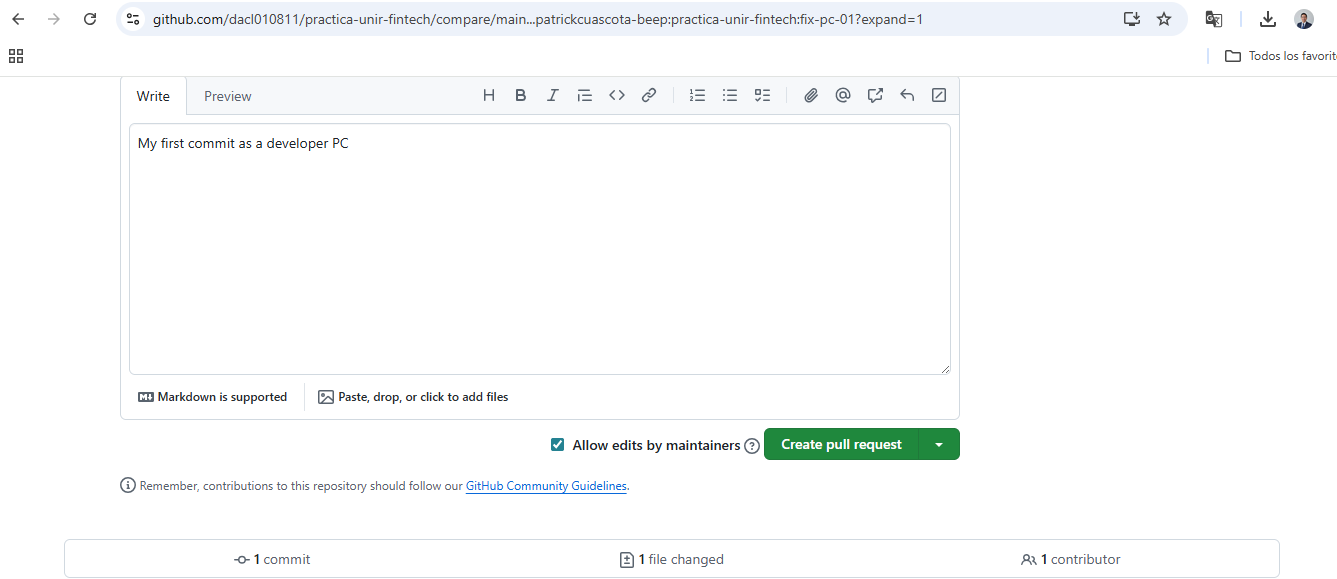 github.com/dacl010811/practica-unir-fintech/compare/main...patrickcuascota-beep:practica-unir-fintech:fix-pc-01?expand=1
Todos los favorit
Write Preview
My first commit as a developer PC
Markdown is supported Paste, drop, or click to add files
Allow edits by maintainers Create pull request
Remember, contributions to this repository should follow our GitHub Community Guidelines.
1 commit 1 file changed 1 contributor